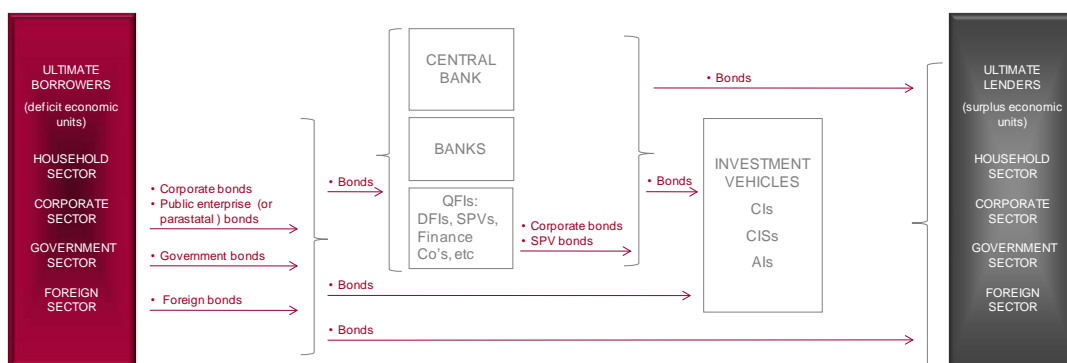 ULTIMATE
BORROWERS
(deficit economic
units)
HOUSEHOLD
SECTOR
CORPORATE
SECTOR
GOVERNMENT
SECTOR
FOREIGN
SECTOR
• Corporate bonds
• Public enterprise (or
parastatal ) bonds
• Government bonds
• Foreign bonds
• Bonds
• Bonds
• Bonds
CENTRAL
BANK
BANKS
QFIs:
DFIs, SPVs,
Finance
Co's, etc
• Corporate bonds
• SPV bonds
• Bonds
• Bonds
INVESTMENT
VEHICLES
CIs
CISs
AIs
ULTIMATE
LENDERS
(surplus economic
units)
HOUSEHOLD
SECTOR
CORPORATE
SECTOR
GOVERNMENT
SECTOR
FOREIGN
SECTOR